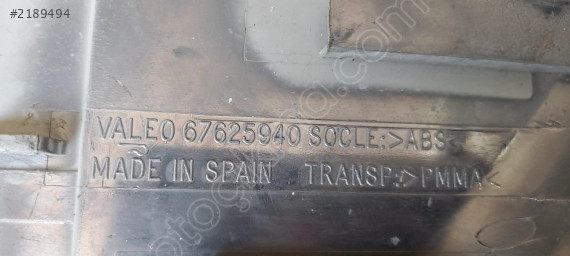 #2189494
VALEO 67625940 SOCLE:>ABS<
MADE IN SPAIN TRANSP:>PMMA<